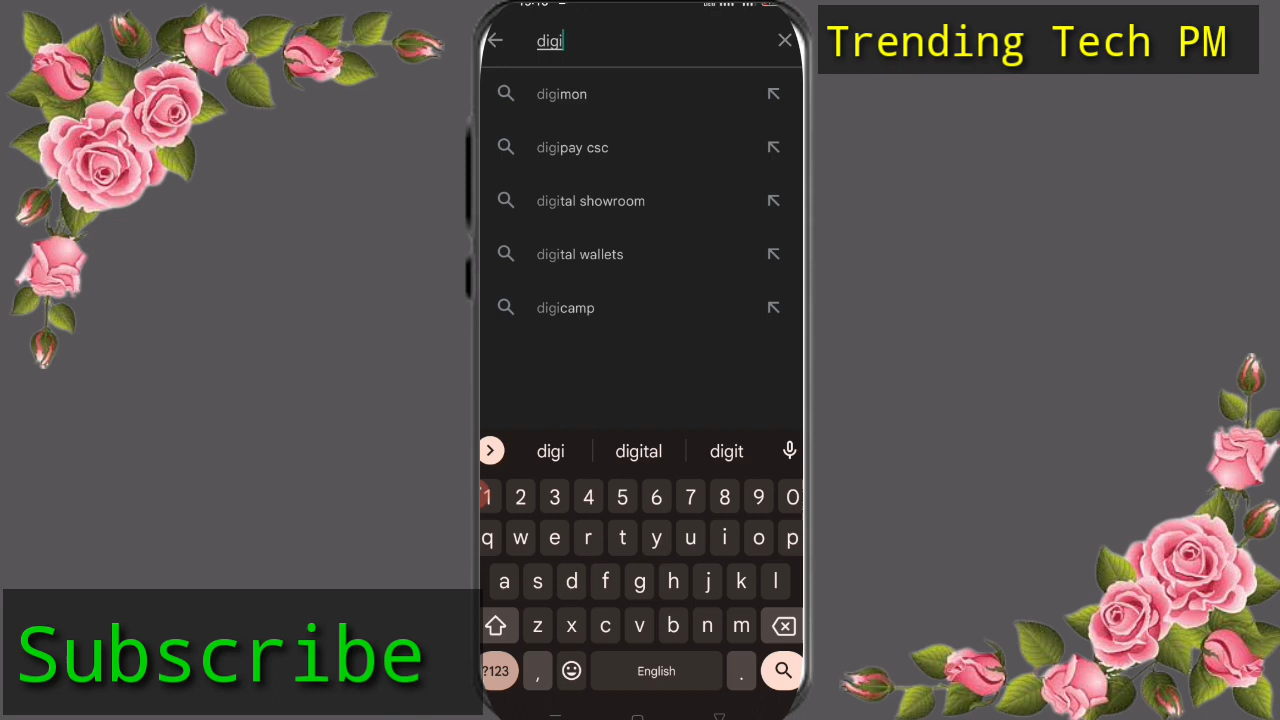 Trending Tech PM
digi
digimon
digipay csc
digital showroom
digital wallets
digicamp
digi digital digit
1 2 3 4 5 6 7 8 9 0
q w e r t y u i o p
a s d f g h j k l
z x c v b n m
?123 , English .
Subscribe